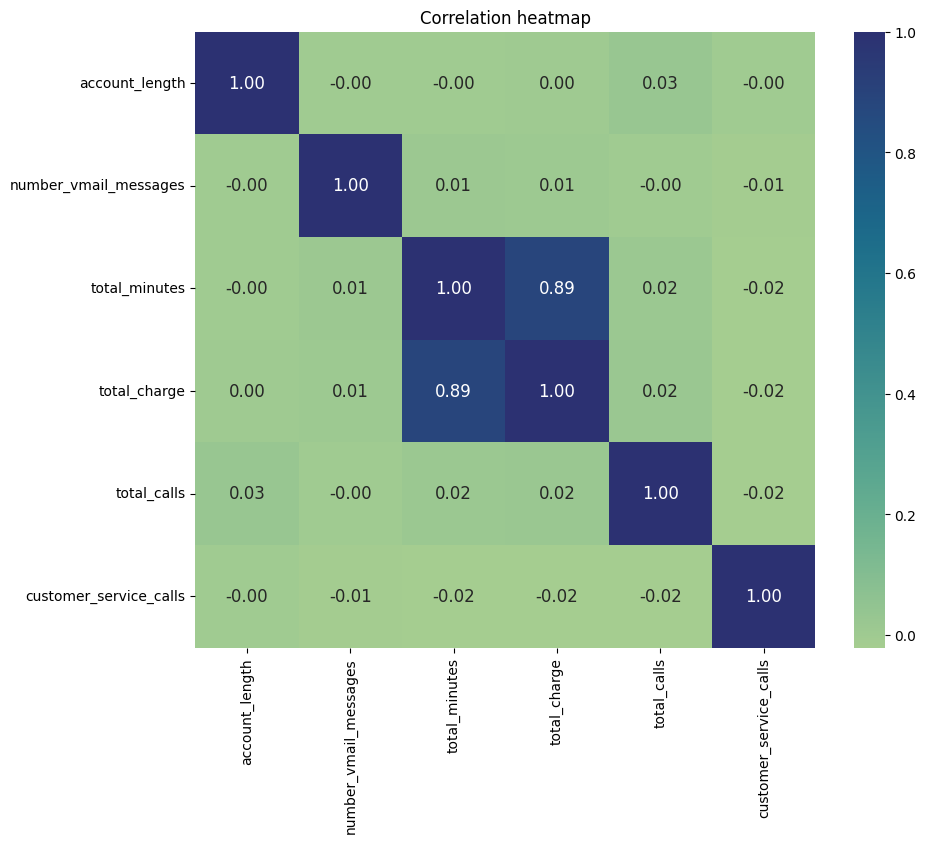 Correlation heatmap
account_length 1.00 -0.00 -0.00 0.00 0.03 -0.00
number_vmail_messages -0.00 1.00 0.01 0.01 -0.00 -0.01
total_minutes -0.00 0.01 1.00 0.89 0.02 -0.02
total_charge 0.00 0.01 0.89 1.00 0.02 -0.02
total_calls 0.03 -0.00 0.02 0.02 1.00 -0.02
customer_service_calls -0.00 -0.01 -0.02 -0.02 -0.02 1.00
account_length
number_vmail_messages
total_minutes
total_charge
total_calls
customer_service_calls
1.0
0.8
0.6
0.4
0.2
0.0